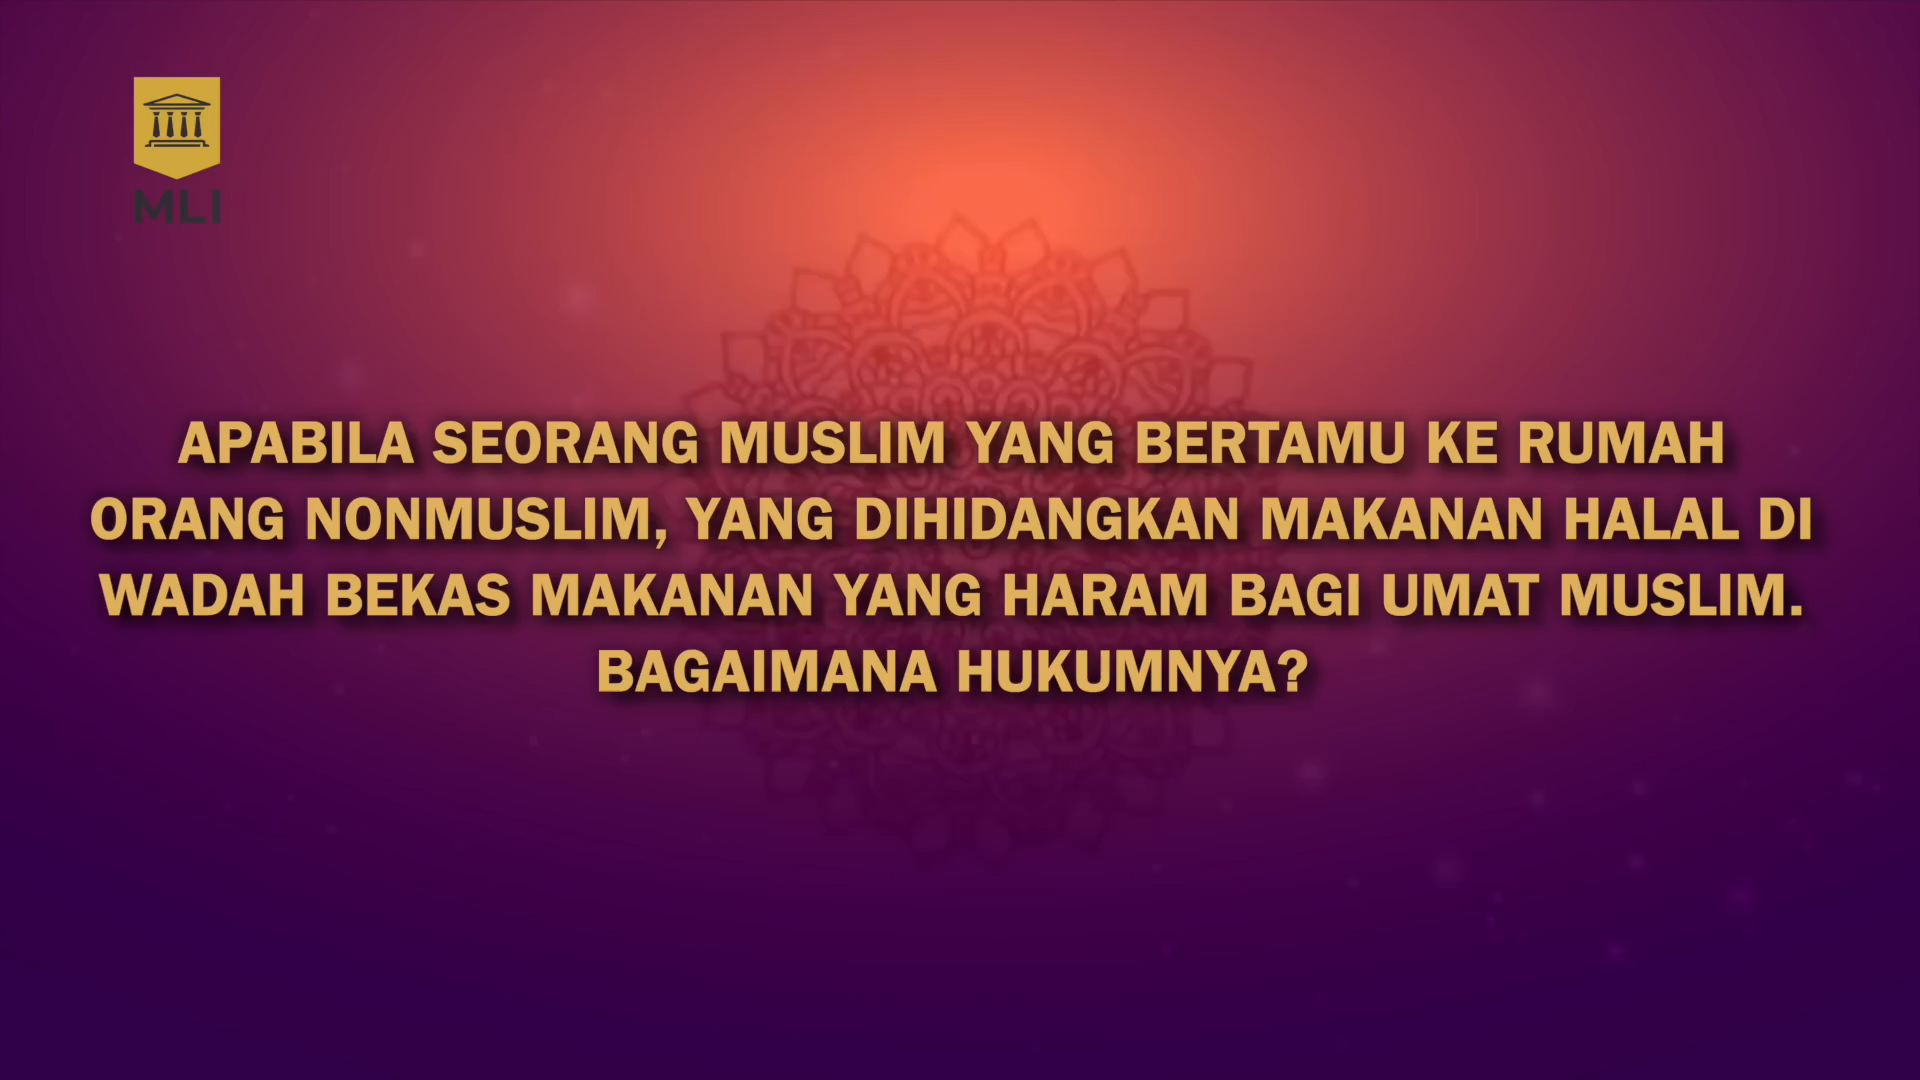 MLI
APABILA SEORANG MUSLIM YANG BERTAMU KE RUMAH
ORANG NONMUSLIM, YANG DIHIDANGKAN MAKANAN HALAL DI
WADAH BEKAS MAKANAN YANG HARAM BAGI UMAT MUSLIM.
BAGAIMANA HUKUMNYA?